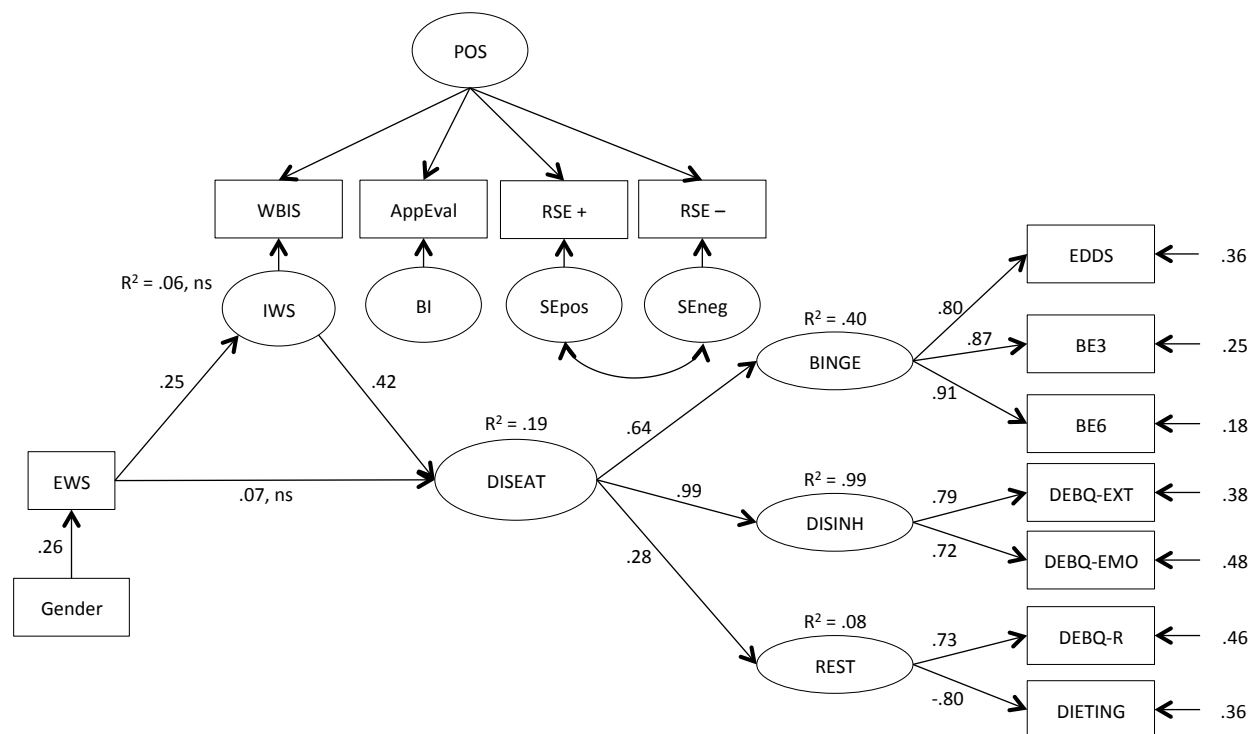 POS
WBIS
AppEval
RSE +
RSE –
R² = .06, ns
IWS
BI
SEpos
SEneg
EDDS
.36
.80
R² = .40
BINGE
.87
BE3
.25
.25
.42
.91
BE6
.18
.64
R² = .19
EWS
.07, ns
DISEAT
.99
R² = .99
DISINH
.79
DEBQ-EXT
.38
.72
DEBQ-EMO
.48
.26
.28
Gender
R² = .08
REST
.73
DEBQ-R
.46
-.80
DIETING
.36